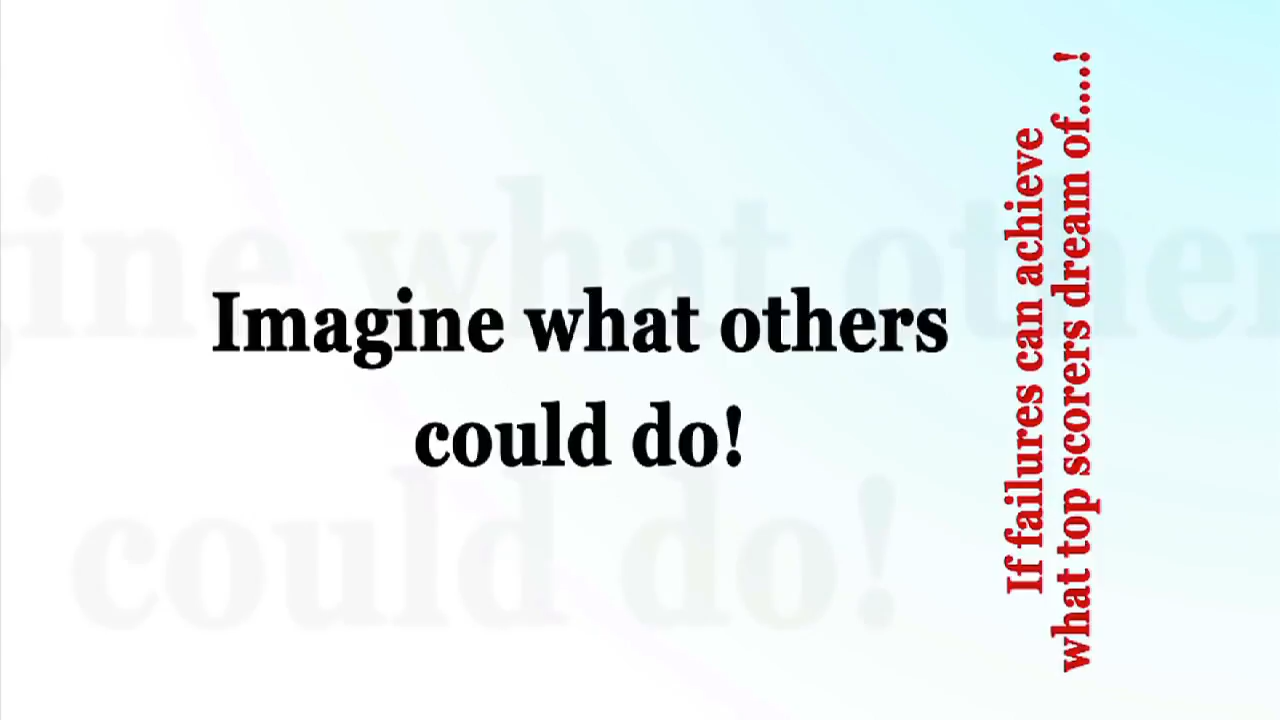 If failures can achieve
what top scorers dream of....!
Imagine what others
could do!